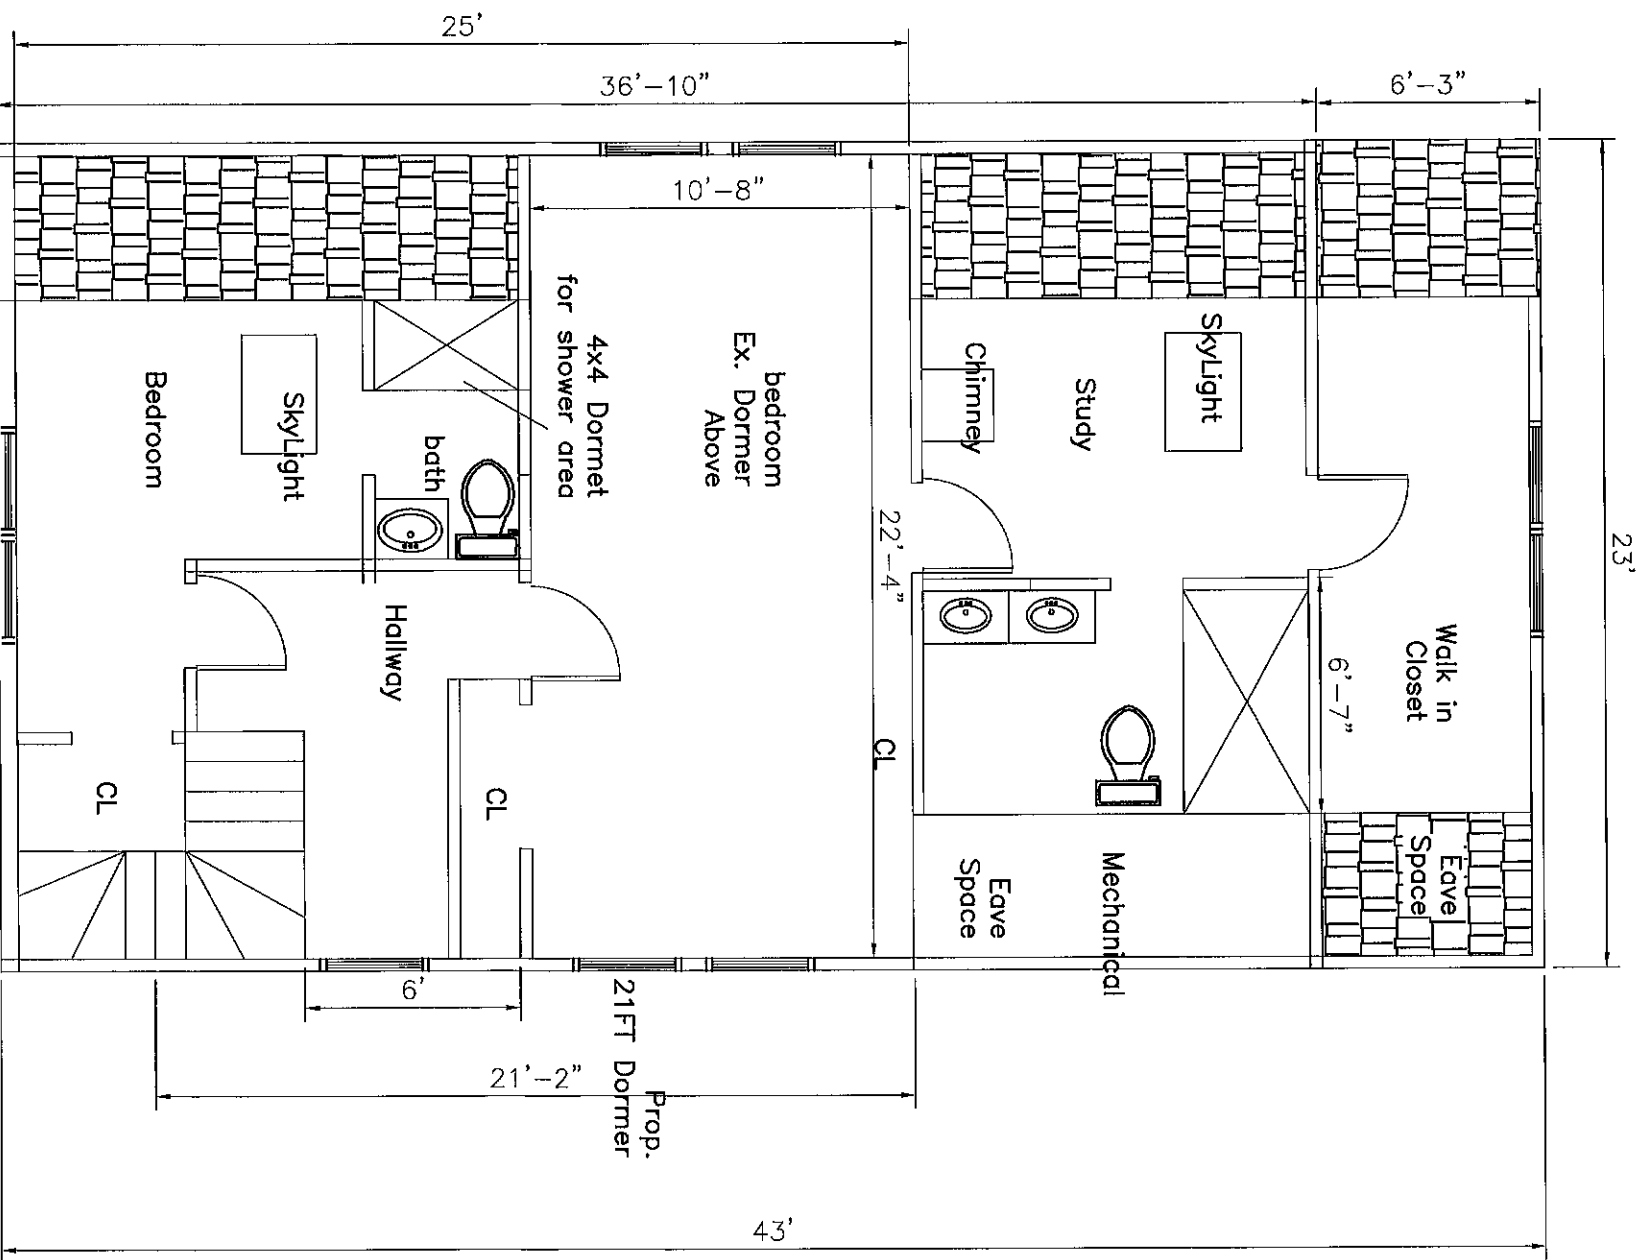 25'
36'-10"
6'-3"
10'-8"
23'
SkyLight
Chimney
Study
4x4 Dormet
for shower area
bedroom
Ex. Dormer
Above
Bedroom
SkyLight
bath
22'-4"
Hallway
Walk in
Closet
6'-7"
CL
CL
CL
Eave
Space
Mechanical
Eave
Space
6'
21'-2"
Prop.
21FT Dormer
43'